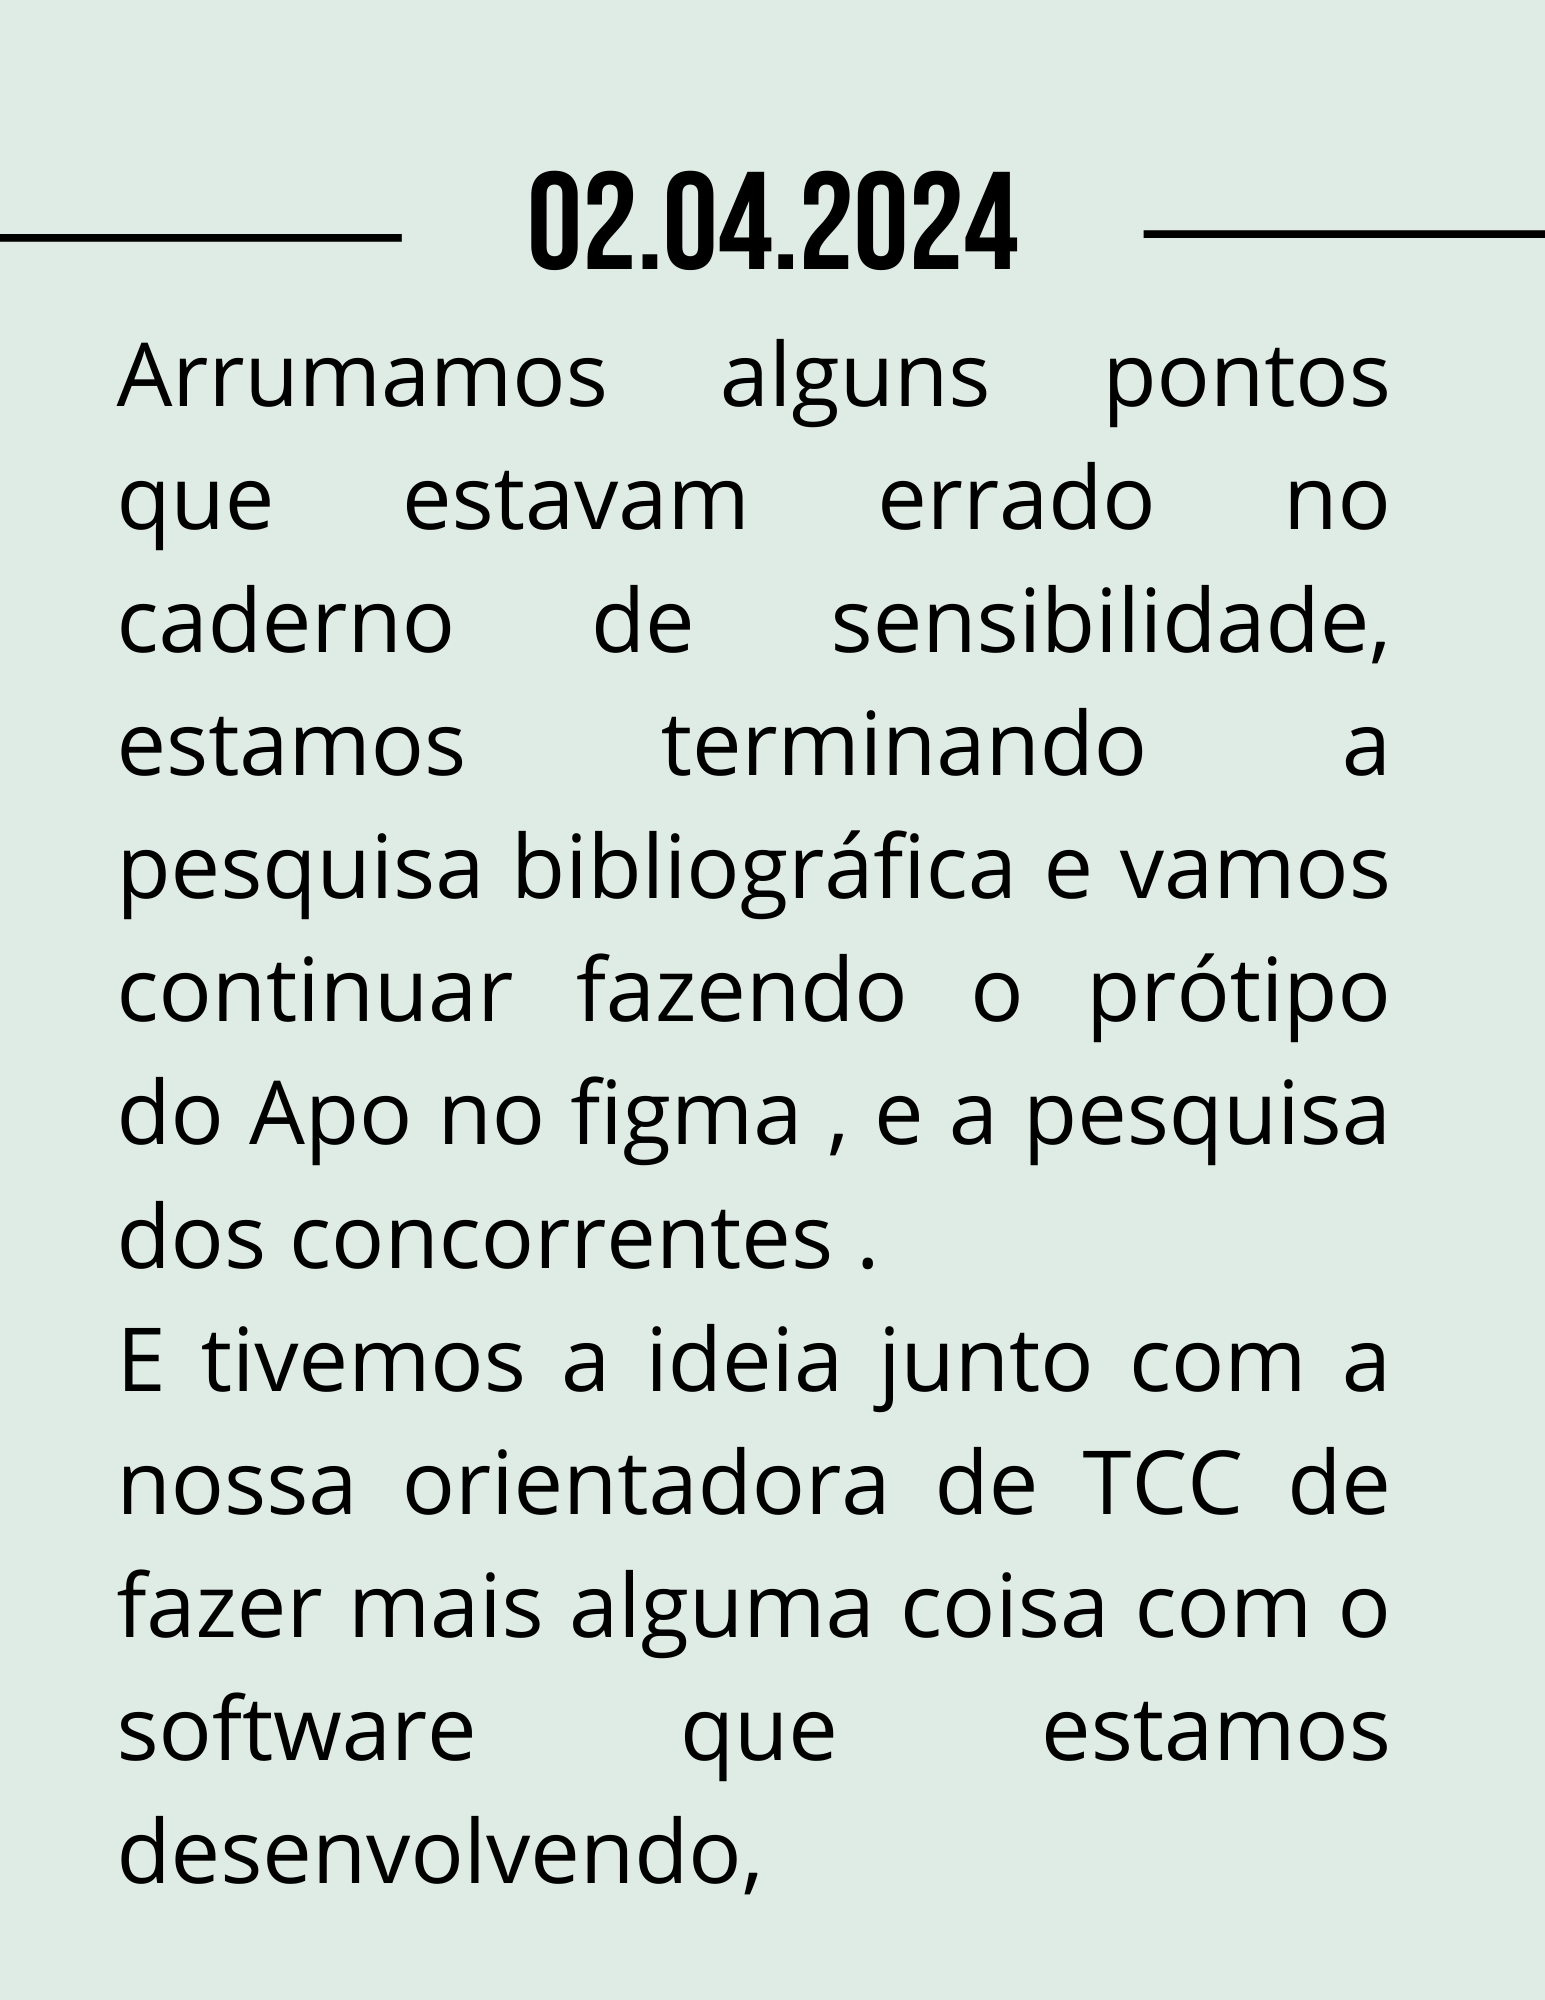 02.04.2024
Arrumamos alguns pontos
que estavam errado no
caderno de sensibilidade,
estamos terminando a
pesquisa bibliográfica e vamos
continuar fazendo o prótipo
do Apo no figma , e a pesquisa
dos concorrentes .
E tivemos a ideia junto com a
nossa orientadora de TCC de
fazer mais alguma coisa com o
software que estamos
desenvolvendo,